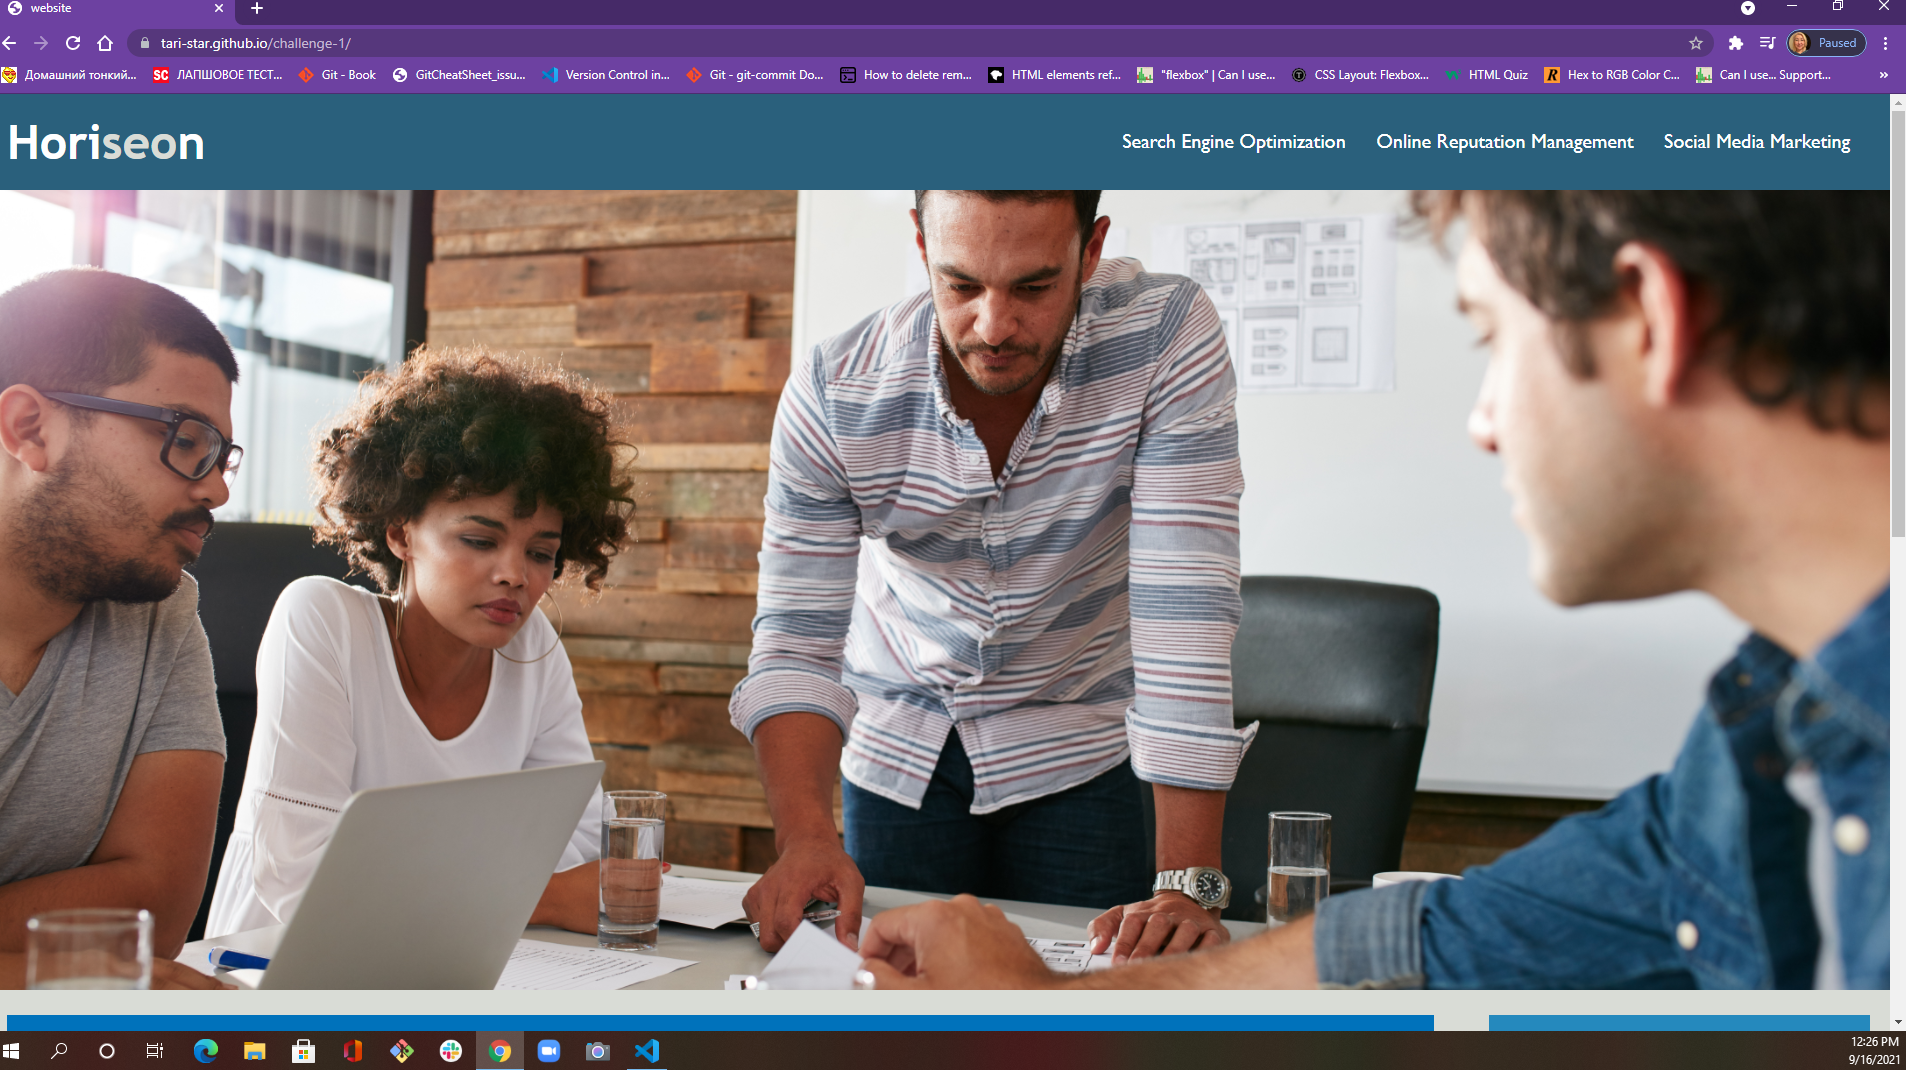 website
tari-star.github.io/challenge-1/
Paused
Домашний тонкий...
SC ЛАПШОВОЕ ТЕСТ...
Git - Book
GitCheatSheet_issu...
Version Control in...
Git - git-commit Do...
How to delete rem...
HTML elements ref...
"flexbox" | Can I use...
CSS Layout: Flexbox...
HTML Quiz
R Hex to RGB Color C...
Can I use... Support...
»
Horiseon
Search Engine Optimization
Online Reputation Management
Social Media Marketing
12:26 PM
9/16/2021